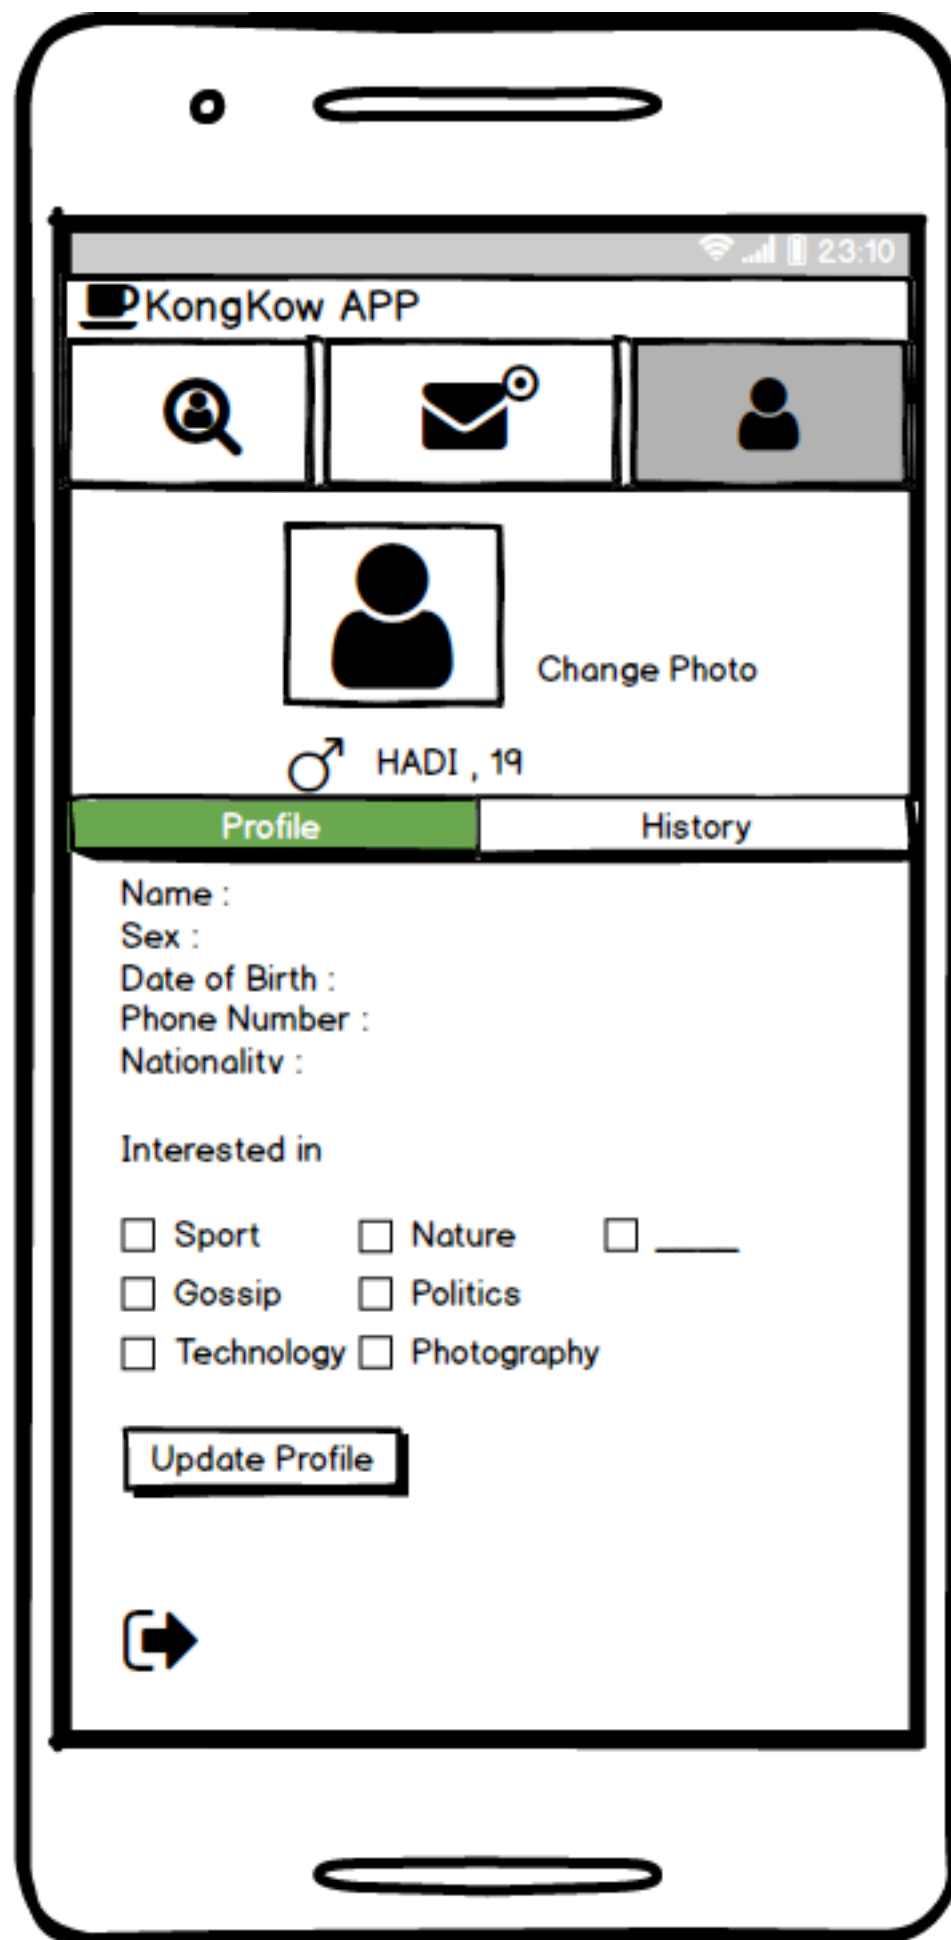 23:10
KongKow APP
Change Photo
HADI , 19
Profile History
Name :
Sex :
Date of Birth :
Phone Number :
Nationality :
Interested in
Sport Nature ____
Gossip Politics
Technology Photography
Update Profile